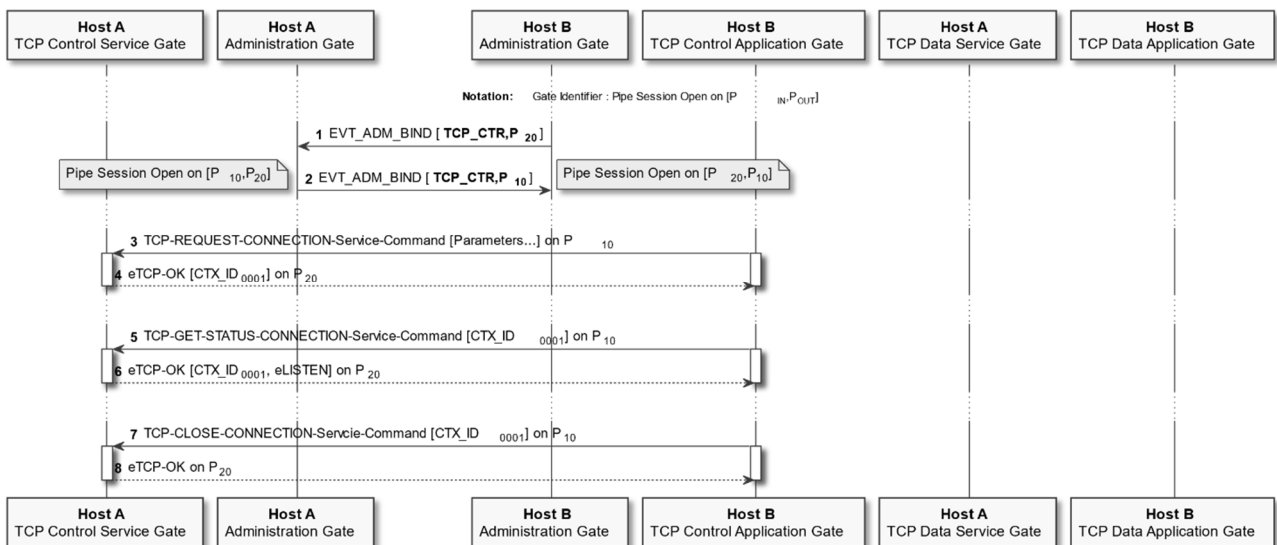 Host A
TCP Control Service Gate
Host A
Administration Gate
Host B
Administration Gate
Host B
TCP Control Application Gate
Host A
TCP Data Service Gate
Host B
TCP Data Application Gate
Notation: Gate Identifier : Pipe Session Open on [P IN,POUT]
1 EVT_ADM_BIND [ TCP_CTR,P 20 ]
Pipe Session Open on [P 10,P20]
2 EVT_ADM_BIND [ TCP_CTR,P 10 ]
Pipe Session Open on [P 20,P10]
3 TCP-REQUEST-CONNECTION-Service-Command [Parameters...] on P 10
4 eTCP-OK [CTX_ID 0001] on P20
5 TCP-GET-STATUS-CONNECTION-Service-Command [CTX_ID 0001] on P10
6 eTCP-OK [CTX_ID 0001, eLISTEN] on P20
7 TCP-CLOSE-CONNECTION-Servcie-Command [CTX_ID 0001] on P10
8 eTCP-OK on P20
Host A
TCP Control Service Gate
Host A
Administration Gate
Host B
Administration Gate
Host B
TCP Control Application Gate
Host A
TCP Data Service Gate
Host B
TCP Data Application Gate